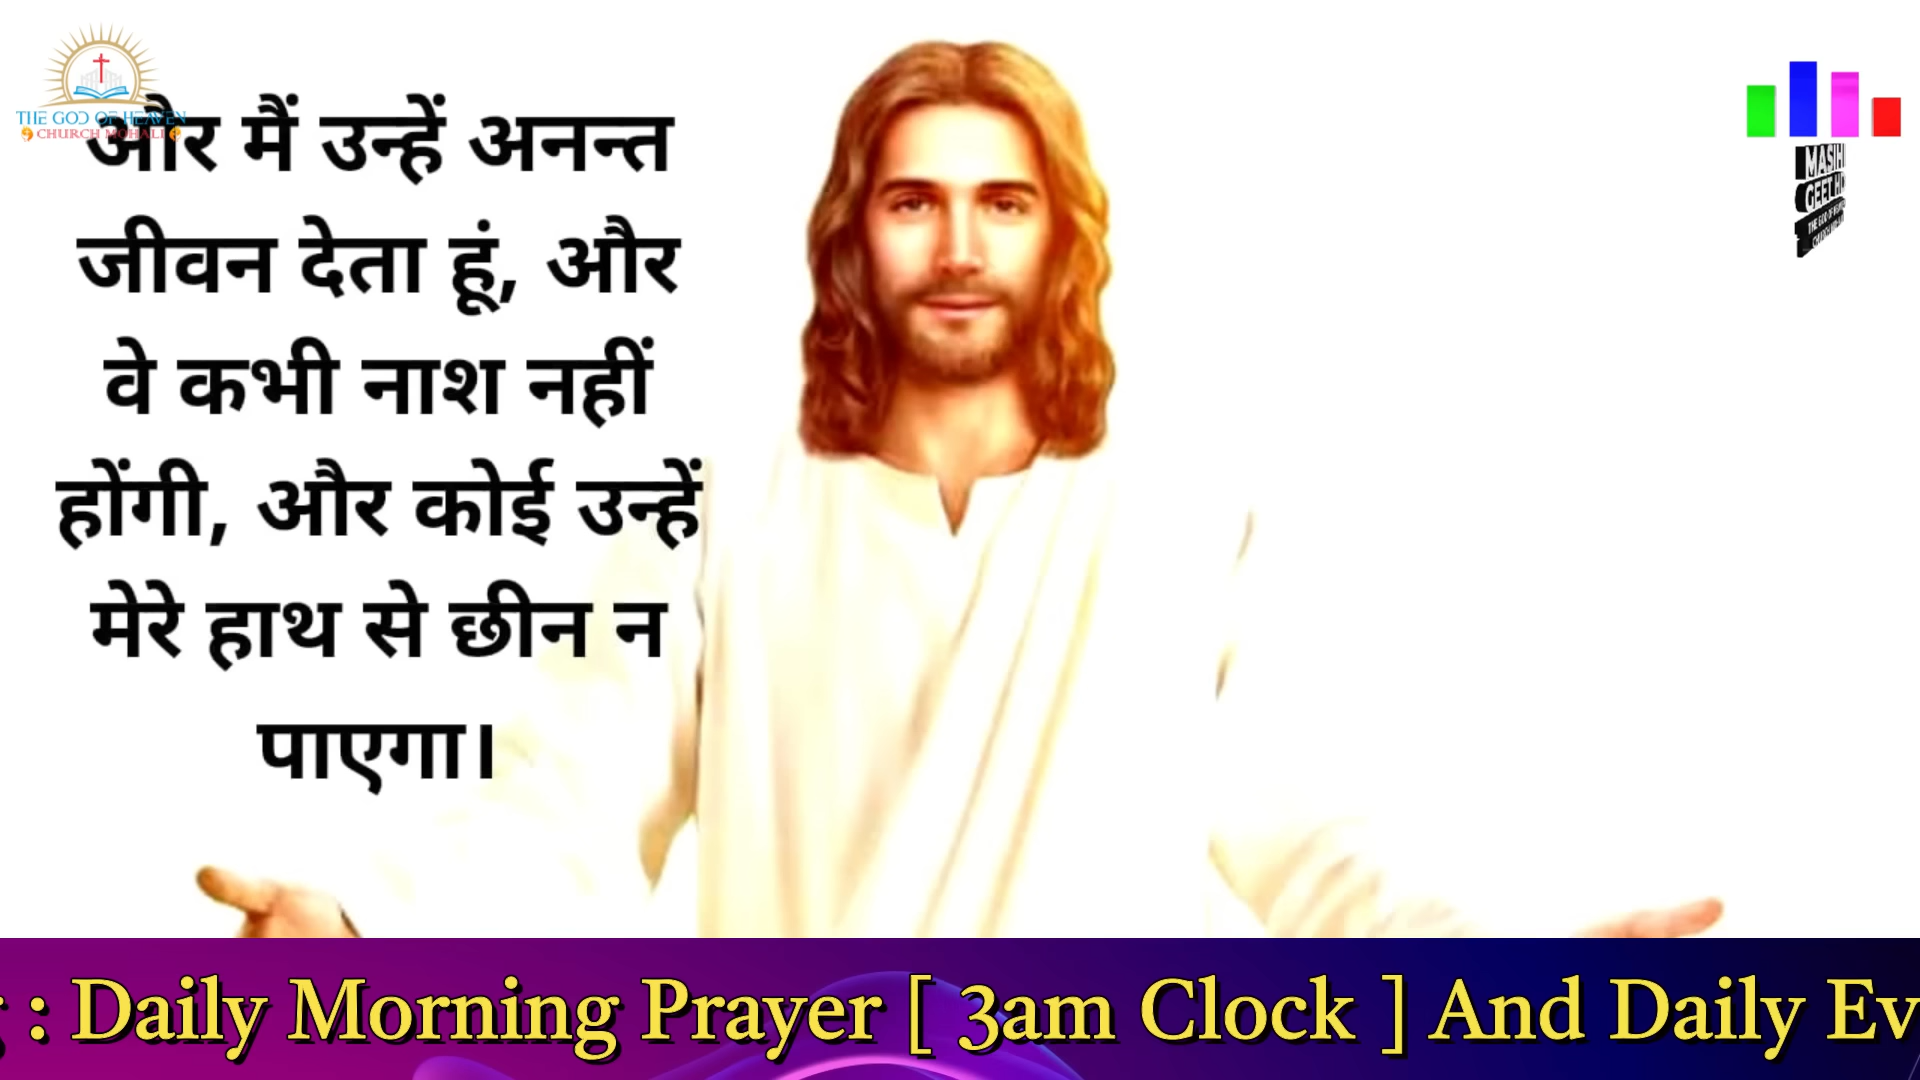 THE GOD OF HEAVEN
CHURCH MOHALI
और मैं उन्हें अनन्त
जीवन देता हूं, और
वे कभी नाश नहीं
होंगी, और कोई उन्हें
मेरे हाथ से छीन न
पाएगा।
MASIH
GEET
: Daily Morning Prayer [ 3am Clock ] And Daily Ev